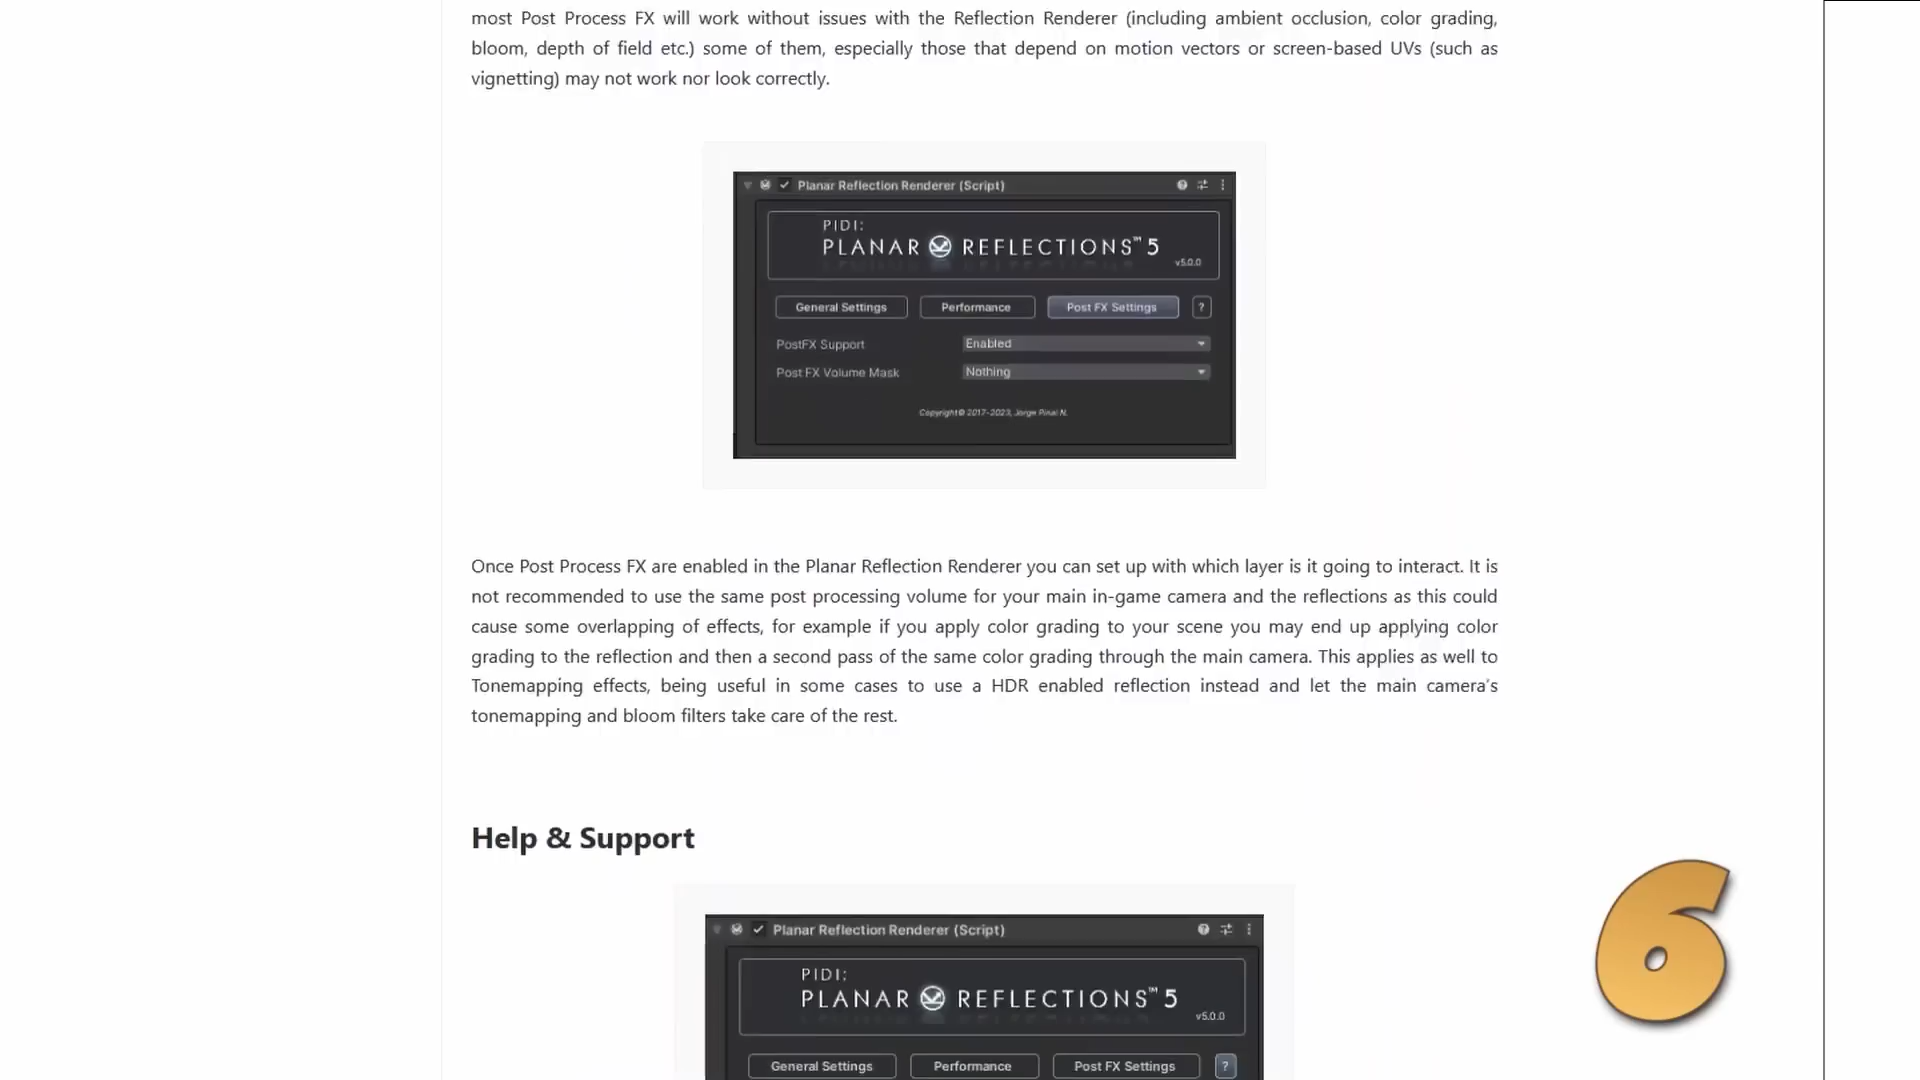 most Post Process FX will work without issues with the Reflection Renderer (including ambient occlusion, color grading,
bloom, depth of field etc.) some of them, especially those that depend on motion vectors or screen-based UVs (such as
vignetting) may not work nor look correctly.
Planar Reflection Renderer (Script)
PIDI:
PLANAR REFLECTIONS™ 5
v5.0.0
General Settings Performance Post FX Settings ?
PostFX Support Enabled
Post FX Volume Mask Nothing
Copyright© 2017-2023, Jorge Pinal N.
Once Post Process FX are enabled in the Planar Reflection Renderer you can set up with which layer is it going to interact. It is
not recommended to use the same post processing volume for your main in-game camera and the reflections as this could
cause some overlapping of effects, for example if you apply color grading to your scene you may end up applying color
grading to the reflection and then a second pass of the same color grading through the main camera. This applies as well to
Tonemapping effects, being useful in some cases to use a HDR enabled reflection instead and let the main camera's
tonemapping and bloom filters take care of the rest.
Help & Support
Planar Reflection Renderer (Script)
PIDI:
PLANAR REFLECTIONS™ 5
v5.0.0
General Settings Performance Post FX Settings ?
6